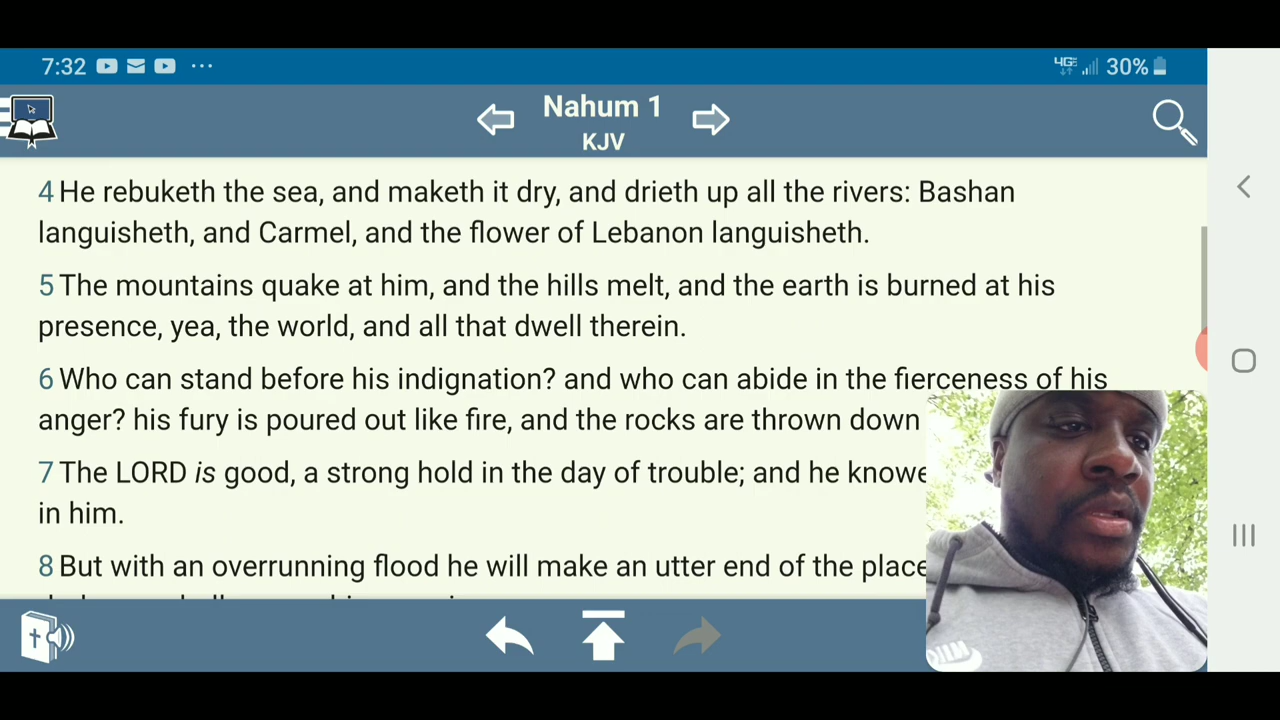 7:32
4G 30%
Nahum 1
KJV
4 He rebuketh the sea, and maketh it dry, and drieth up all the rivers: Bashan
languisheth, and Carmel, and the flower of Lebanon languisheth.
5 The mountains quake at him, and the hills melt, and the earth is burned at his
presence, yea, the world, and all that dwell therein.
6 Who can stand before his indignation? and who can abide in the fierceness of his
anger? his fury is poured out like fire, and the rocks are thrown down
7 The LORD is good, a strong hold in the day of trouble; and he knowe
in him.
8 But with an overrunning flood he will make an utter end of the place